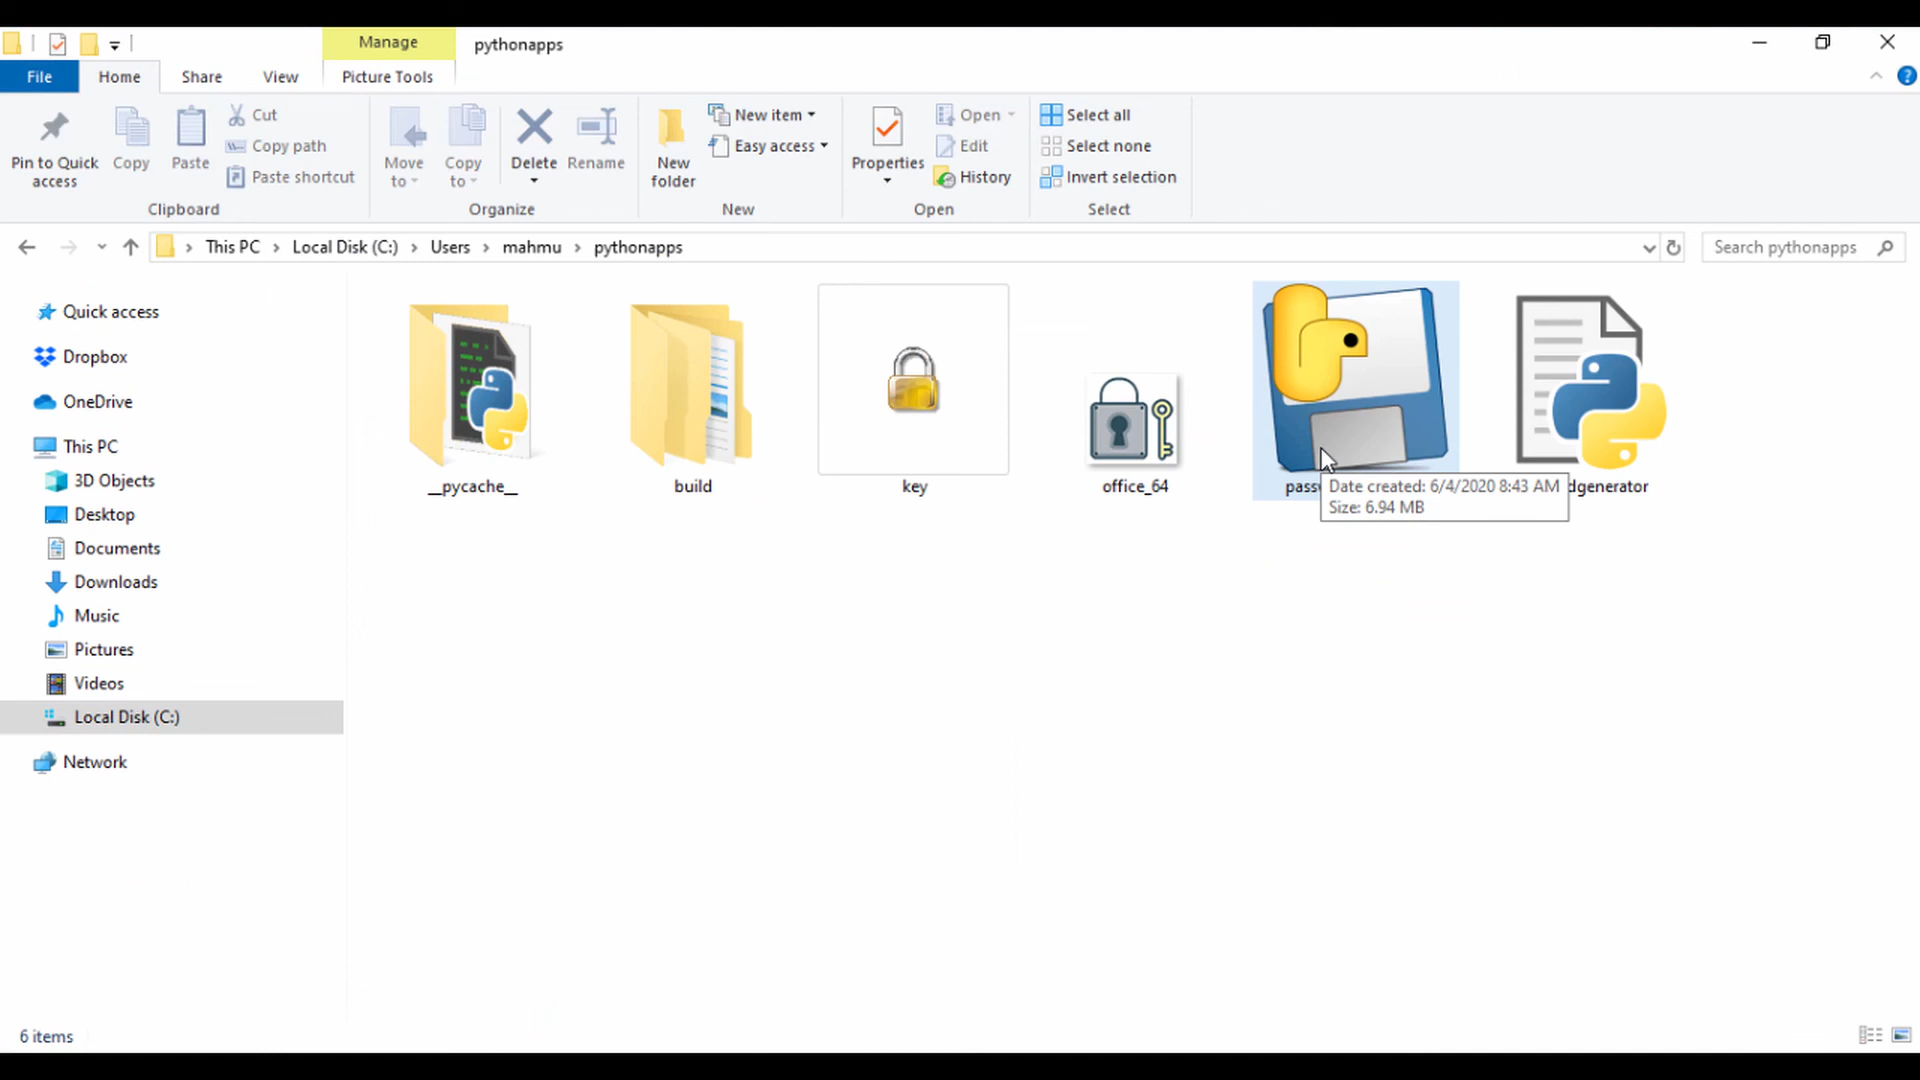 Manage
pythonapps
File
Home
Share
View
Picture Tools
Pin to Quick access
Copy
Paste
Cut
Copy path
Paste shortcut
Clipboard
Move to
Copy to
Delete
Rename
Organize
New folder
New item
Easy access
New
Properties
Open
Edit
History
Open
Select all
Select none
Invert selection
Select
This PC > Local Disk (C:) > Users > mahmu > pythonapps
Search pythonapps
Quick access
Dropbox
OneDrive
This PC
3D Objects
Desktop
Documents
Downloads
Music
Pictures
Videos
Local Disk (C:)
Network
__pycache__
build
key
office_64
Date created: 6/4/2020 8:43 AM
Size: 6.94 MB
dgenerator
6 items